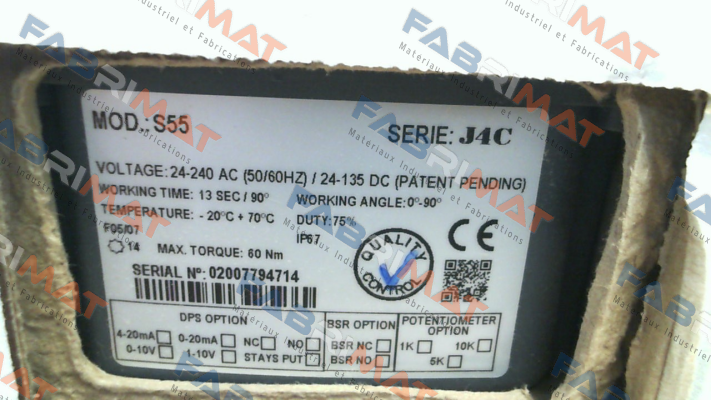 MOD.: S55 SERIE: J4C
VOLTAGE: 24-240 AC (50/60HZ) / 24-135 DC (PATENT PENDING)
WORKING TIME: 13 SEC / 90° WORKING ANGLE: 0º-90º
TEMPERATURE: - 20°C + 70°C DUTY: 75%
F05/07 IP67
14 MAX. TORQUE: 60 Nm
QUALITY CONTROL
CE
SERIAL Nº: 02007794714
DPS OPTION BSR OPTION POTENTIOMETER OPTION
4-20mA 0-20mA NC NO BSR NC 1K 10K
0-10V 1-10V STAYS PUT BSR NO 5K
FABRIMAT
Materiaux Industriel et Fabrications